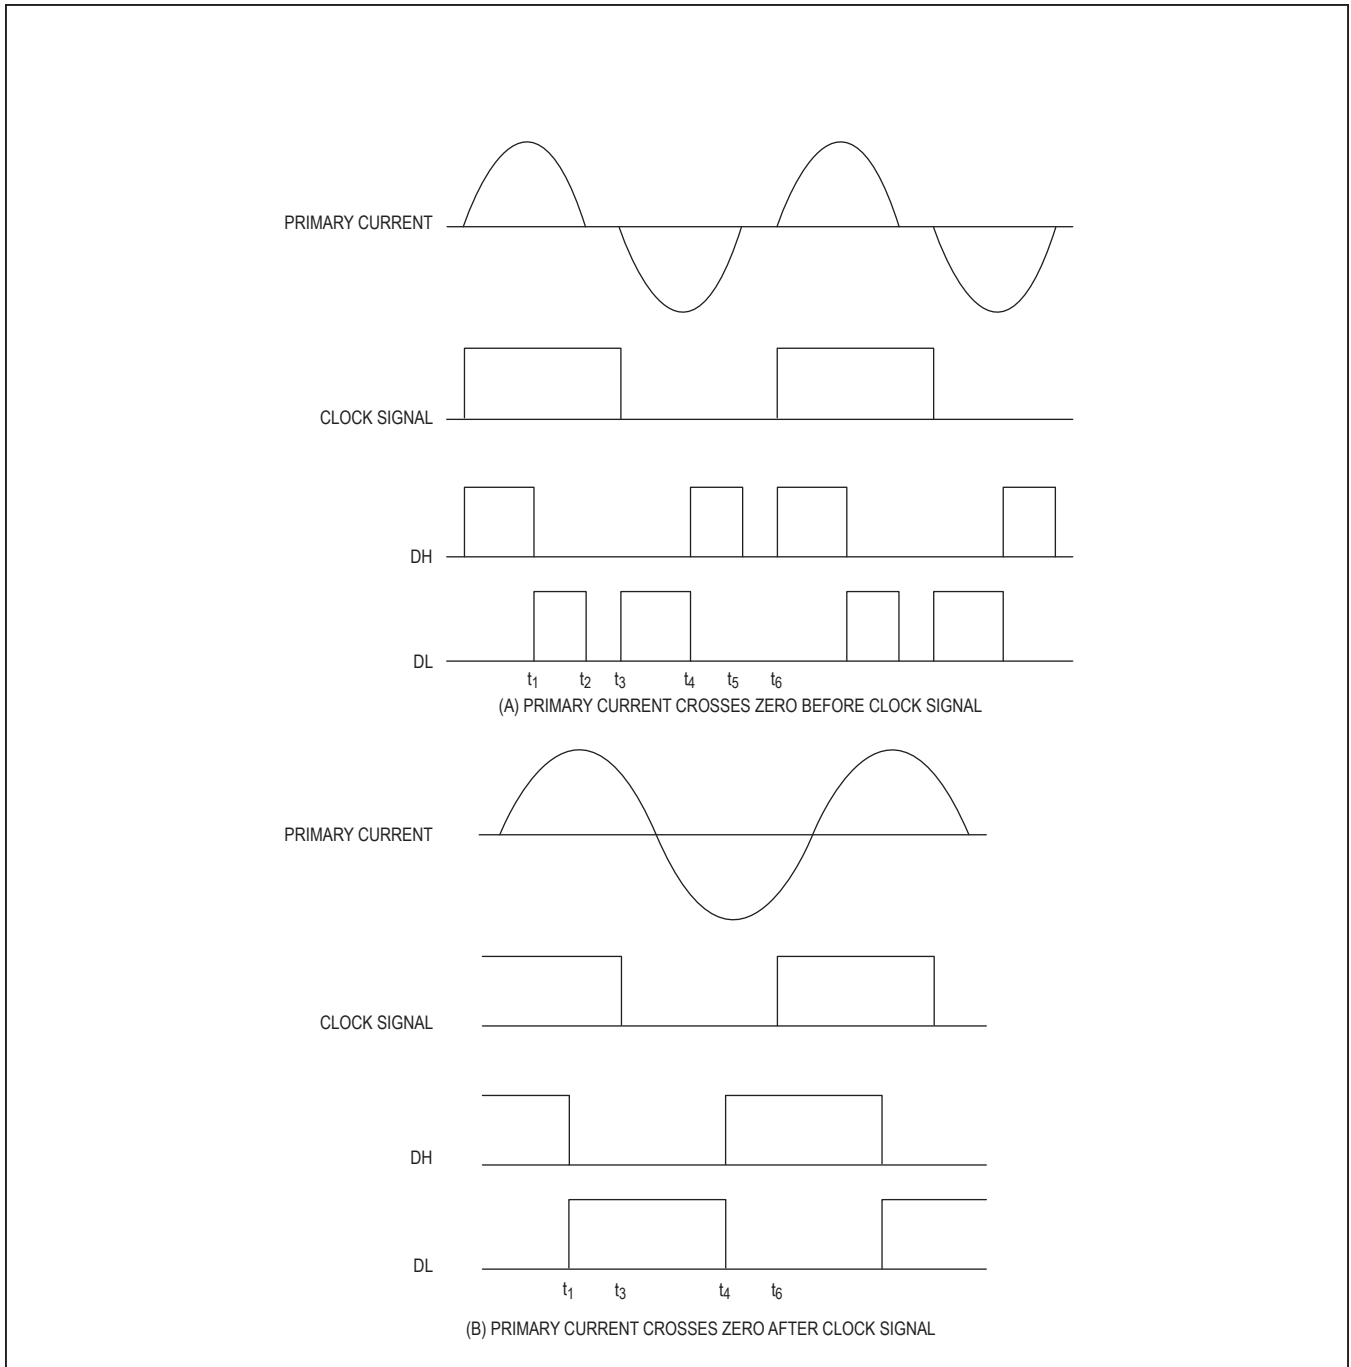 PRIMARY CURRENT
CLOCK SIGNAL
DH
DL
t1 t2 t3 t4 t5 t6
(A) PRIMARY CURRENT CROSSES ZERO BEFORE CLOCK SIGNAL
PRIMARY CURRENT
CLOCK SIGNAL
DH
DL
t1 t3 t4 t6
(B) PRIMARY CURRENT CROSSES ZERO AFTER CLOCK SIGNAL